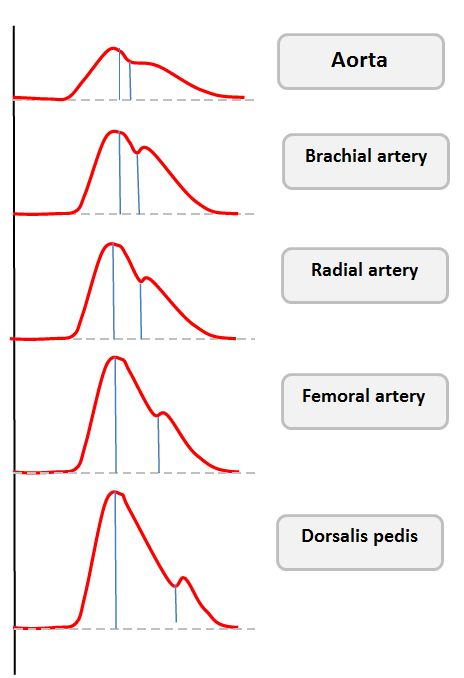 Aorta
Brachial artery
Radial artery
Femoral artery
Dorsalis pedis